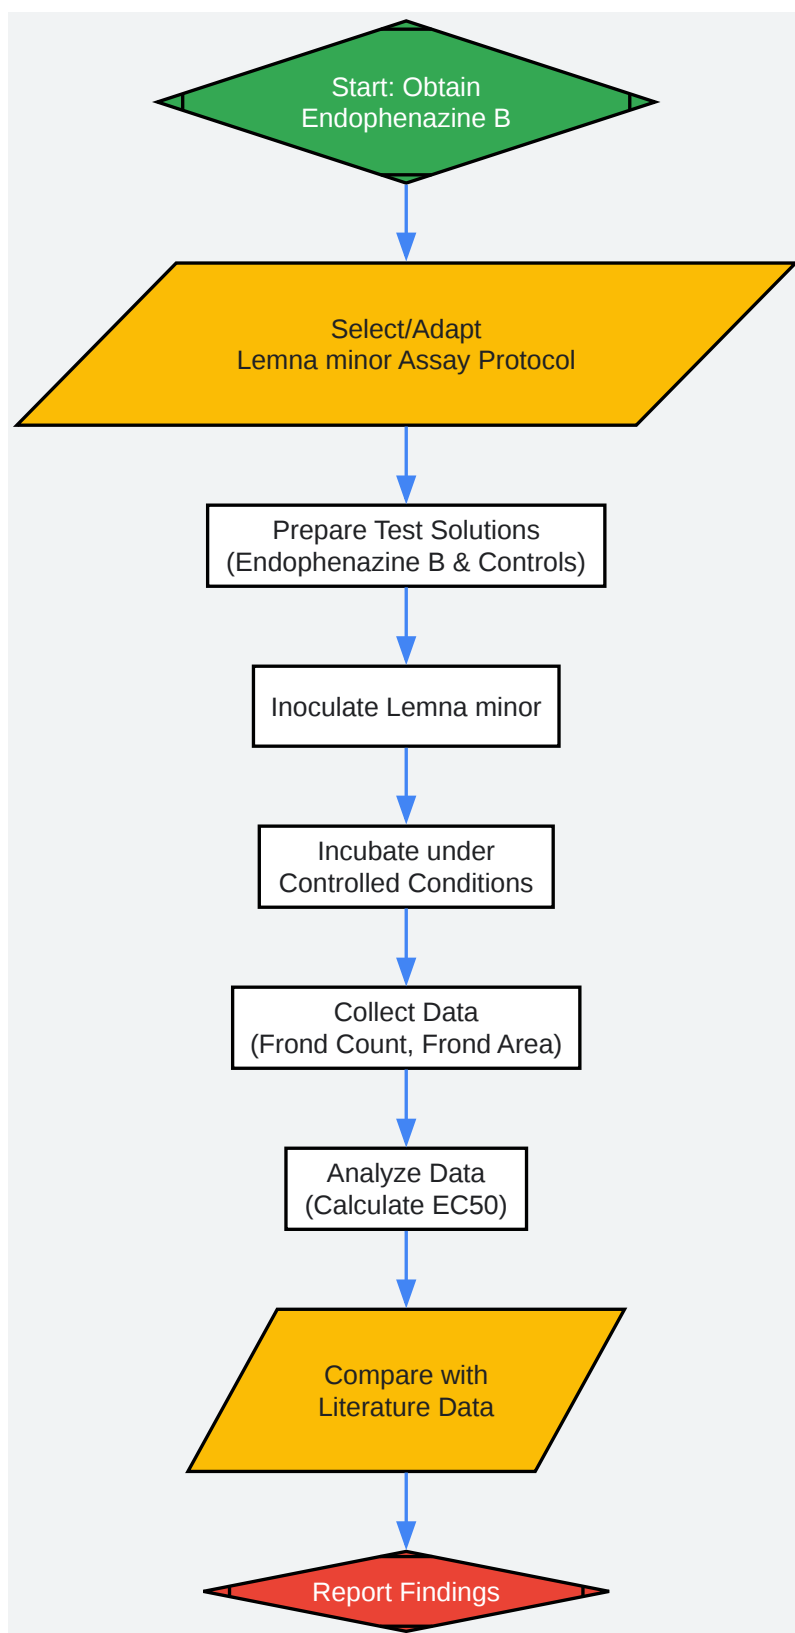 Start: Obtain
Endophenazine B
Select/Adapt
Lemna minor Assay Protocol
Prepare Test Solutions
(Endophenazine B & Controls)
Inoculate Lemna minor
Incubate under
Controlled Conditions
Collect Data
(Frond Count, Frond Area)
Analyze Data
(Calculate EC50)
Compare with
Literature Data
Report Findings